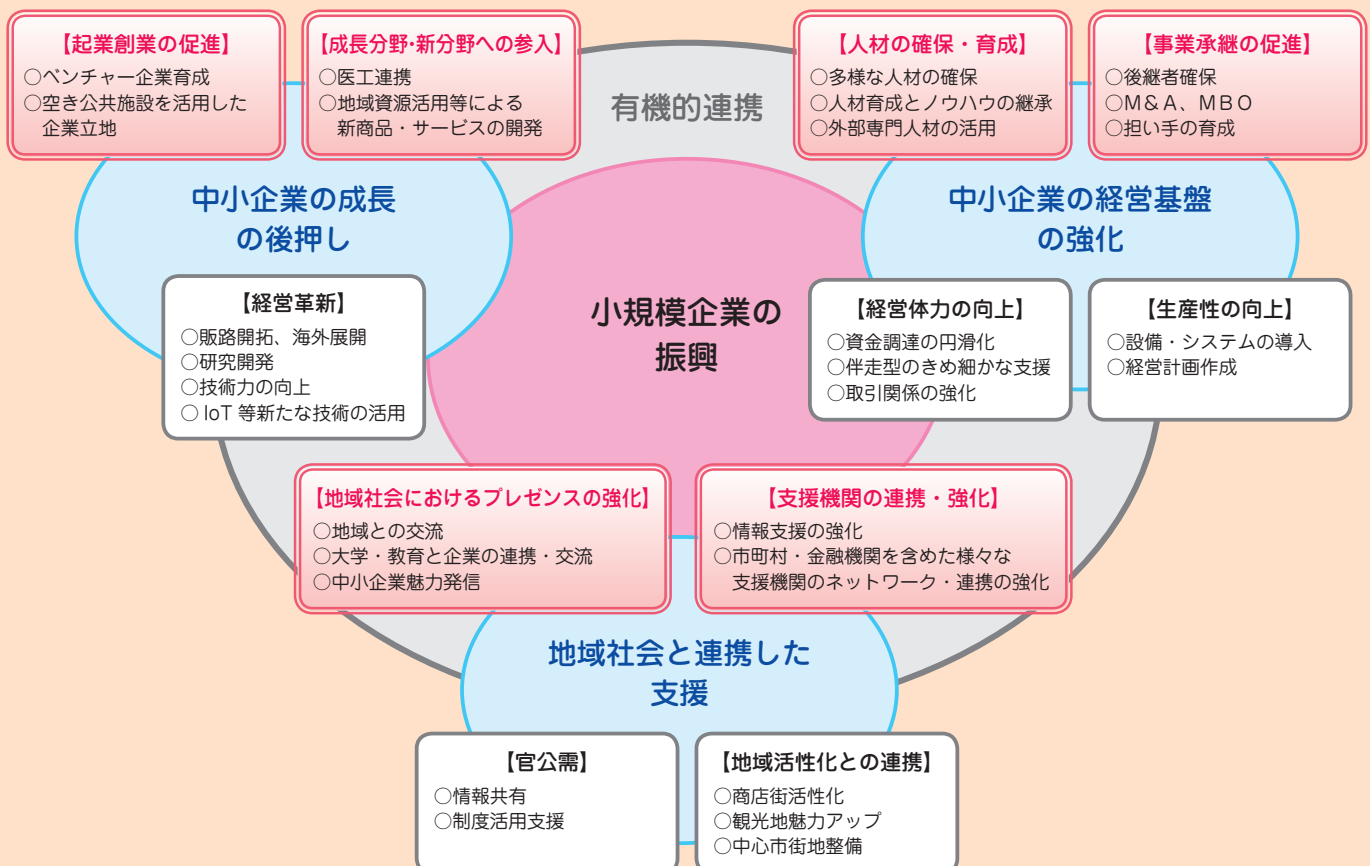 【起業創業の促進】
○ベンチャー企業育成
○空き公共施設を活用した
企業立地
【成長分野・新分野への参入】
○医工連携
○地域資源活用等による
新商品・サービスの開発
有機的連携
【人材の確保・育成】
○多様な人材の確保
○人材育成とノウハウの継承
○外部専門人材の活用
【事業承継の促進】
○後継者確保
○M&A、MBO
○担い手の育成
中小企業の成長
の後押し
中小企業の経営基盤
の強化
【経営革新】
○販路開拓、海外展開
○研究開発
○技術力の向上
○IoT 等新たな技術の活用
小規模企業の
振興
【経営体力の向上】
○資金調達の円滑化
○伴走型のきめ細かな支援
○取引関係の強化
【生産性の向上】
○設備・システムの導入
○経営計画作成
【地域社会におけるプレゼンスの強化】
○地域との交流
○大学・教育と企業の連携・交流
○中小企業魅力発信
【支援機関の連携・強化】
○情報支援の強化
○市町村・金融機関を含めた様々な
支援機関のネットワーク・連携の強化
地域社会と連携した
支援
【官公需】
○情報共有
○制度活用支援
【地域活性化との連携】
○商店街活性化
○観光地魅力アップ
○中心市街地整備